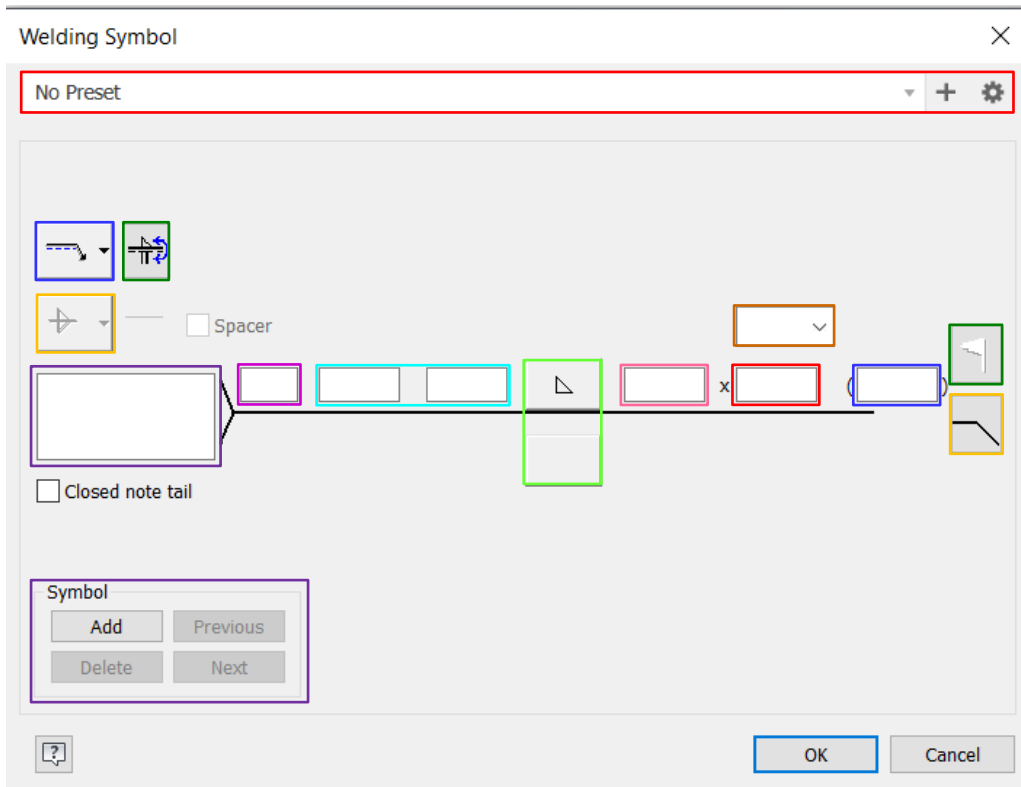 Welding Symbol
No Preset
Spacer
x ( )
Closed note tail
Symbol
Add Previous
Delete Next
?
OK Cancel